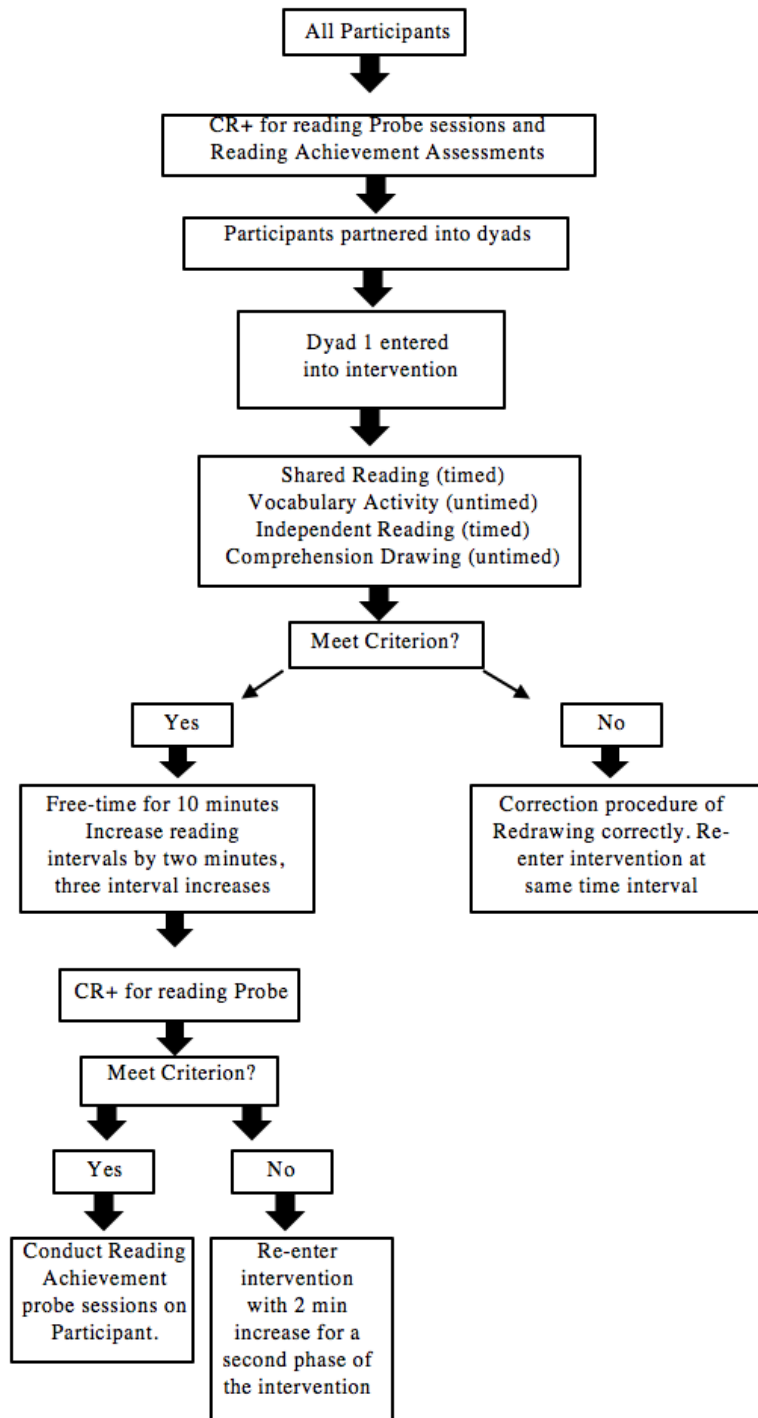 All Participants
CR+ for reading Probe sessions and
Reading Achievement Assessments
Participants partnered into dyads
Dyad 1 entered
into intervention
Shared Reading (timed)
Vocabulary Activity (untimed)
Independent Reading (timed)
Comprehension Drawing (untimed)
Meet Criterion?
Yes
No
Free-time for 10 minutes
Increase reading
intervals by two minutes,
three interval increases
Correction procedure of
Redrawing correctly. Re-
enter intervention at
same time interval
CR+ for reading Probe
Meet Criterion?
Yes
No
Conduct Reading
Achievement
probe sessions on
Participant.
Re-enter
intervention
with 2 min
increase for a
second phase of
the intervention